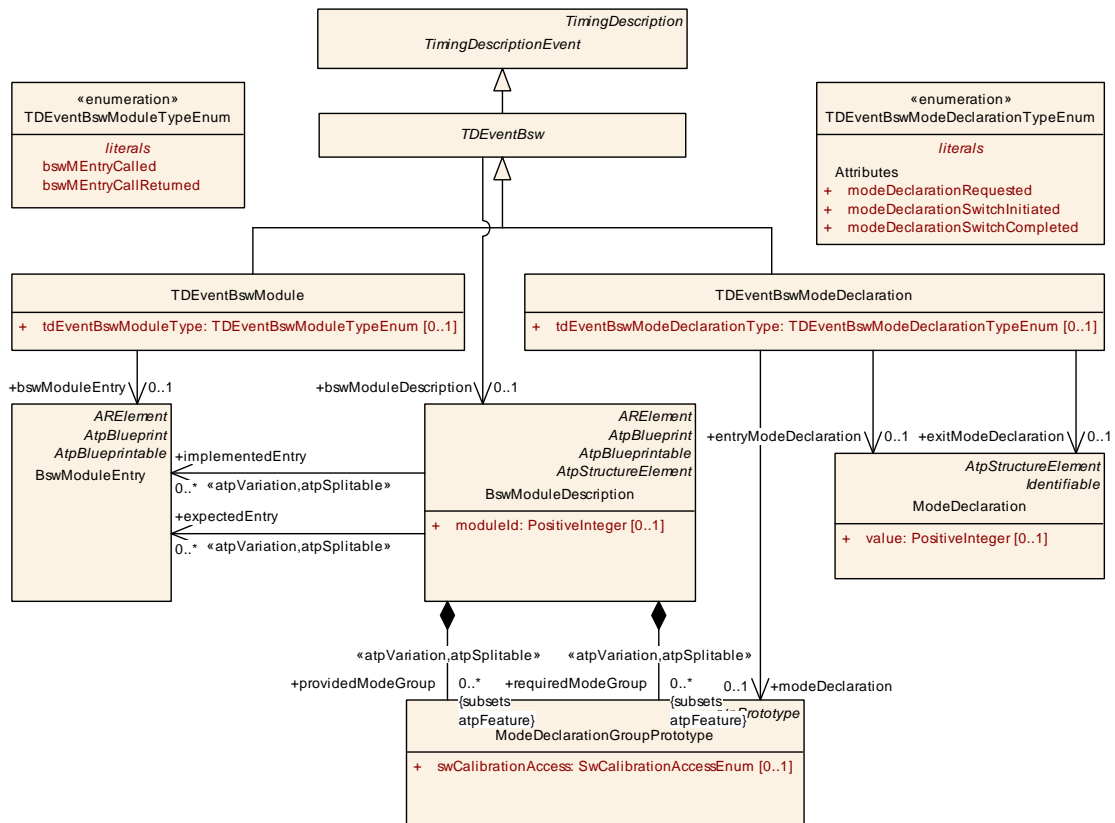 TimingDescription
TimingDescriptionEvent
«enumeration»
TDEventBswModuleTypeEnum
literals
bswMEntryCalled
bswMEntryCallReturned
TDEventBsw
«enumeration»
TDEventBswModeDeclarationTypeEnum
literals
Attributes
+ modeDeclarationRequested
+ modeDeclarationSwitchInitiated
+ modeDeclarationSwitchCompleted
TDEventBswModule
+ tdEventBswModuleType: TDEventBswModuleTypeEnum [0..1]
TDEventBswModeDeclaration
+ tdEventBswModeDeclarationType: TDEventBswModeDeclarationTypeEnum [0..1]
+bswModuleEntry 0..1
+bswModuleDescription 0..1
ARElement
AtpBlueprint
AtpBlueprintable
BswModuleEntry
+implementedEntry
0..* «atpVariation,atpSplitable»
+expectedEntry
0..* «atpVariation,atpSplitable»
ARElement
AtpBlueprint
AtpBlueprintable
AtpStructureElement
BswModuleDescription
+ moduleId: PositiveInteger [0..1]
+entryModeDeclaration 0..1
+exitModeDeclaration 0..1
AtpStructureElement
Identifiable
ModeDeclaration
+ value: PositiveInteger [0..1]
«atpVariation,atpSplitable»
+providedModeGroup 0..*
{subsets
atpFeature}
«atpVariation,atpSplitable»
+requiredModeGroup 0..*
{subsets
atpFeature}
0..1 +modeDeclaration
ModeDeclarationGroupPrototype
+ swCalibrationAccess: SwCalibrationAccessEnum [0..1]